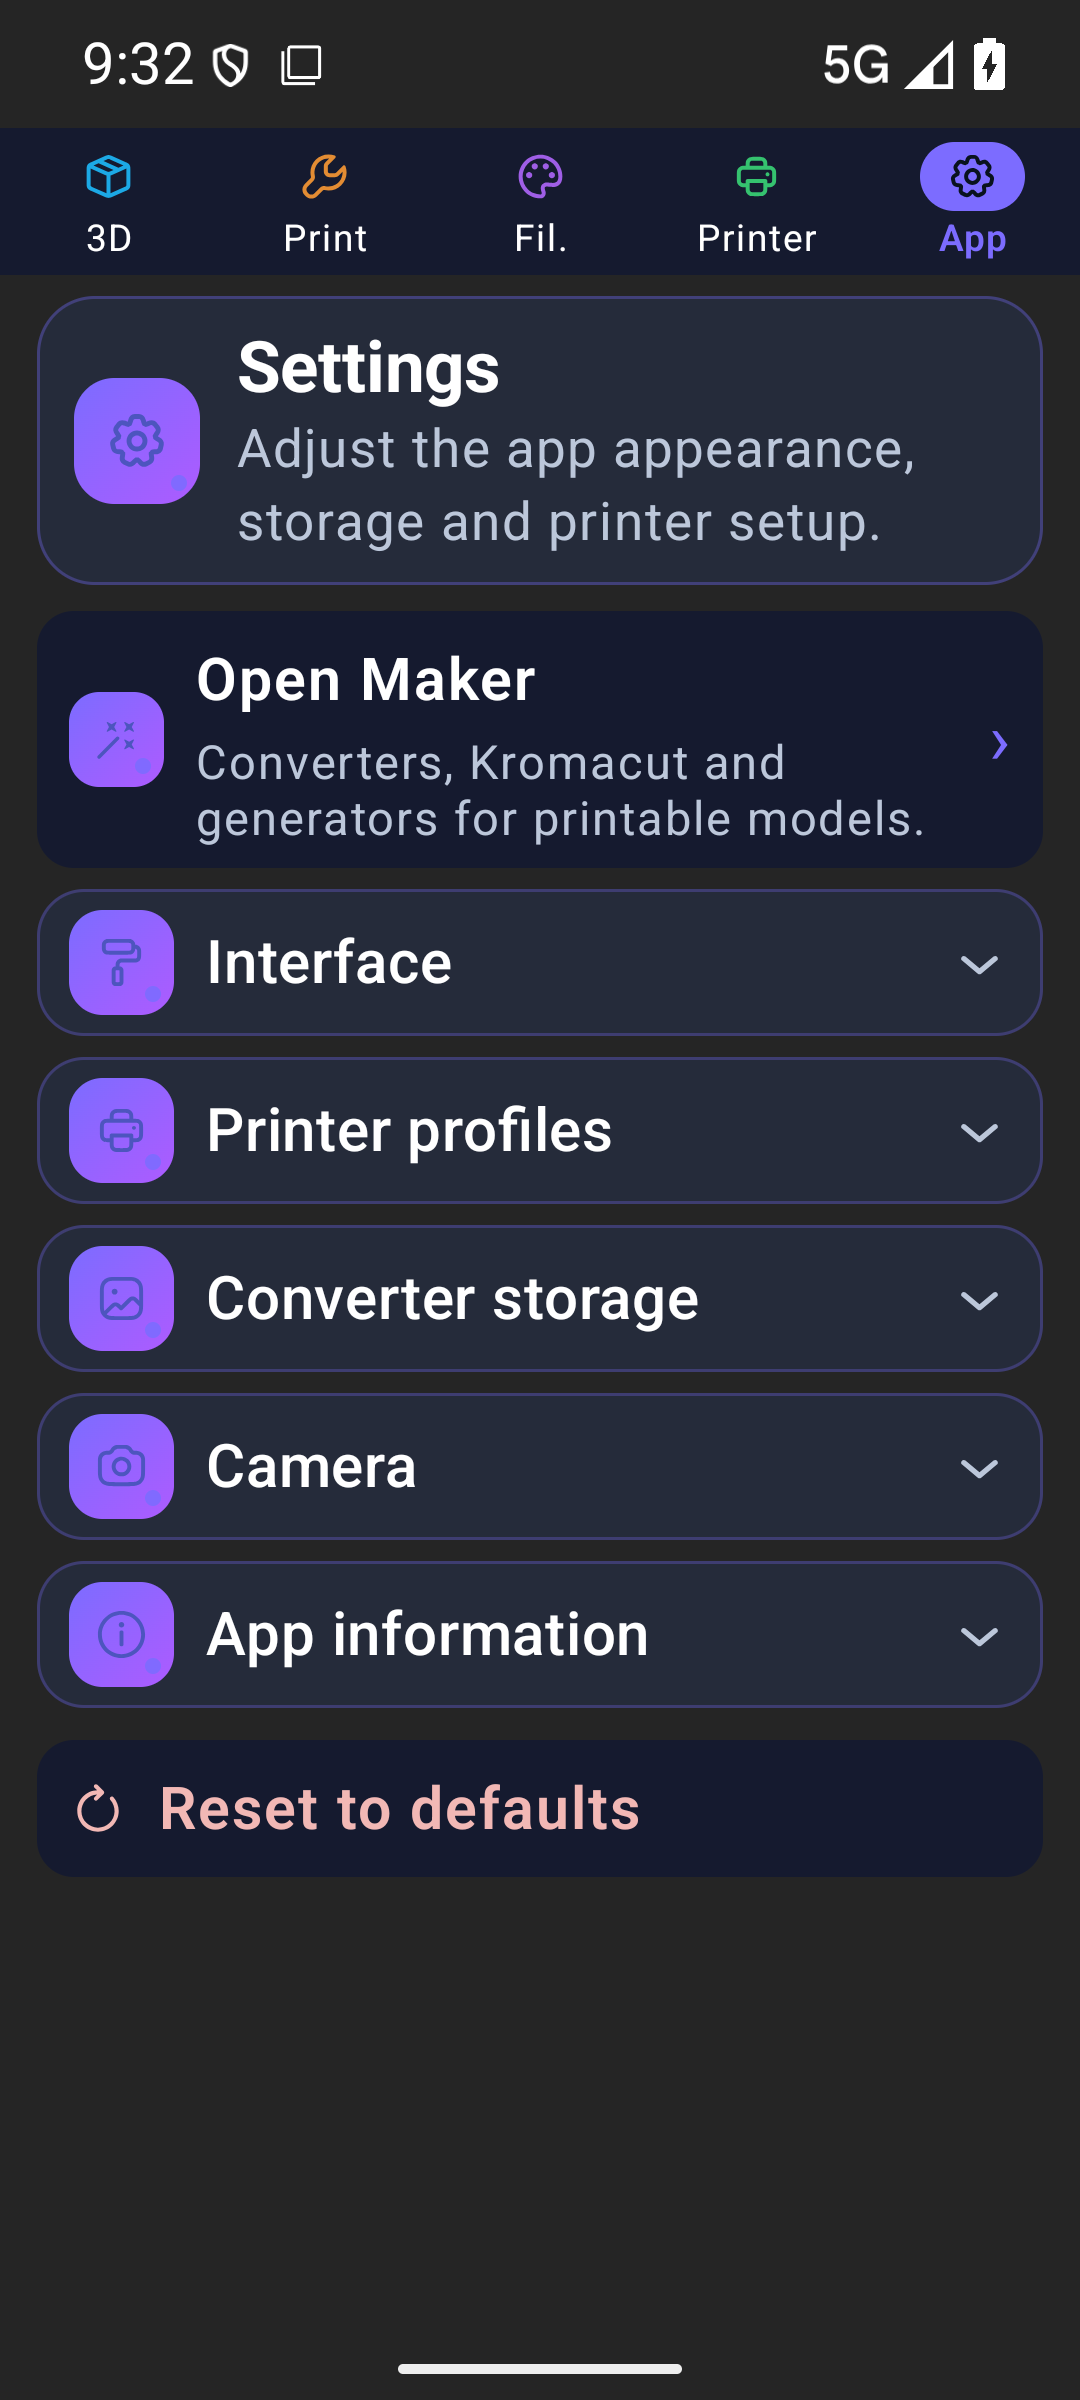 9:32
5G
3D
Print
Fil.
Printer
App
Settings
Adjust the app appearance,
storage and printer setup.
Open Maker
Converters, Kromacut and
generators for printable models.
Interface
Printer profiles
Converter storage
Camera
App information
Reset to defaults